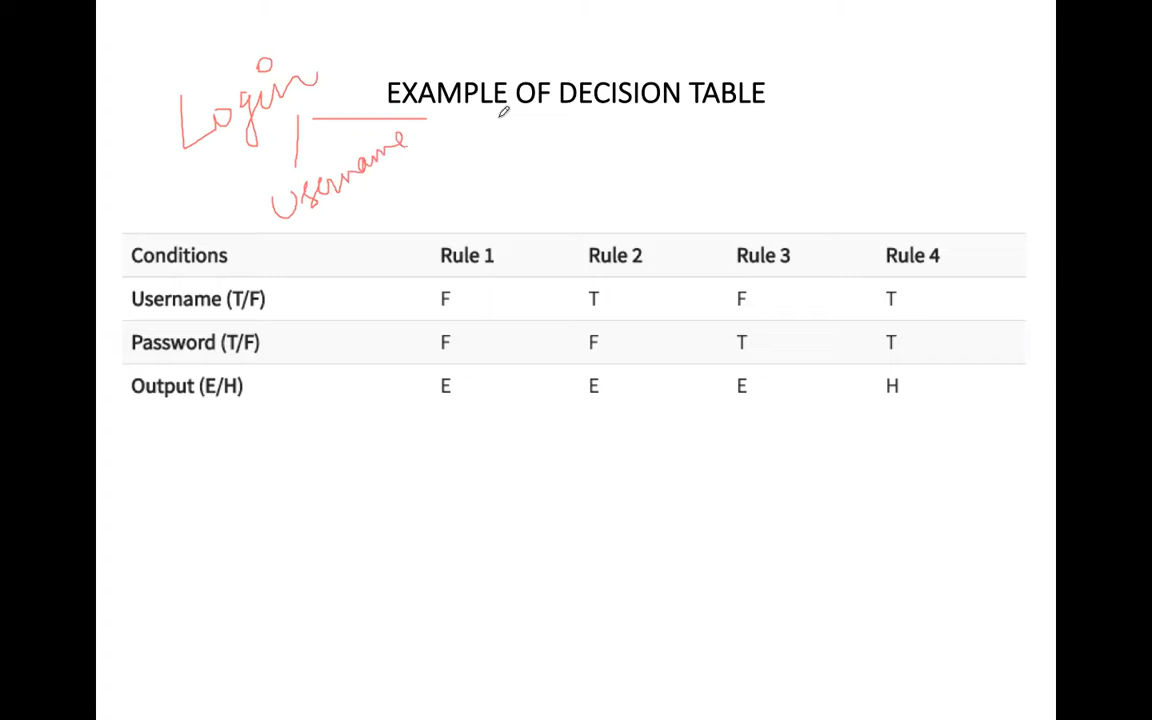 Login
EXAMPLE OF DECISION TABLE
Username
Conditions Rule 1 Rule 2 Rule 3 Rule 4
Username (T/F) F T F T
Password (T/F) F F T T
Output (E/H) E E E H